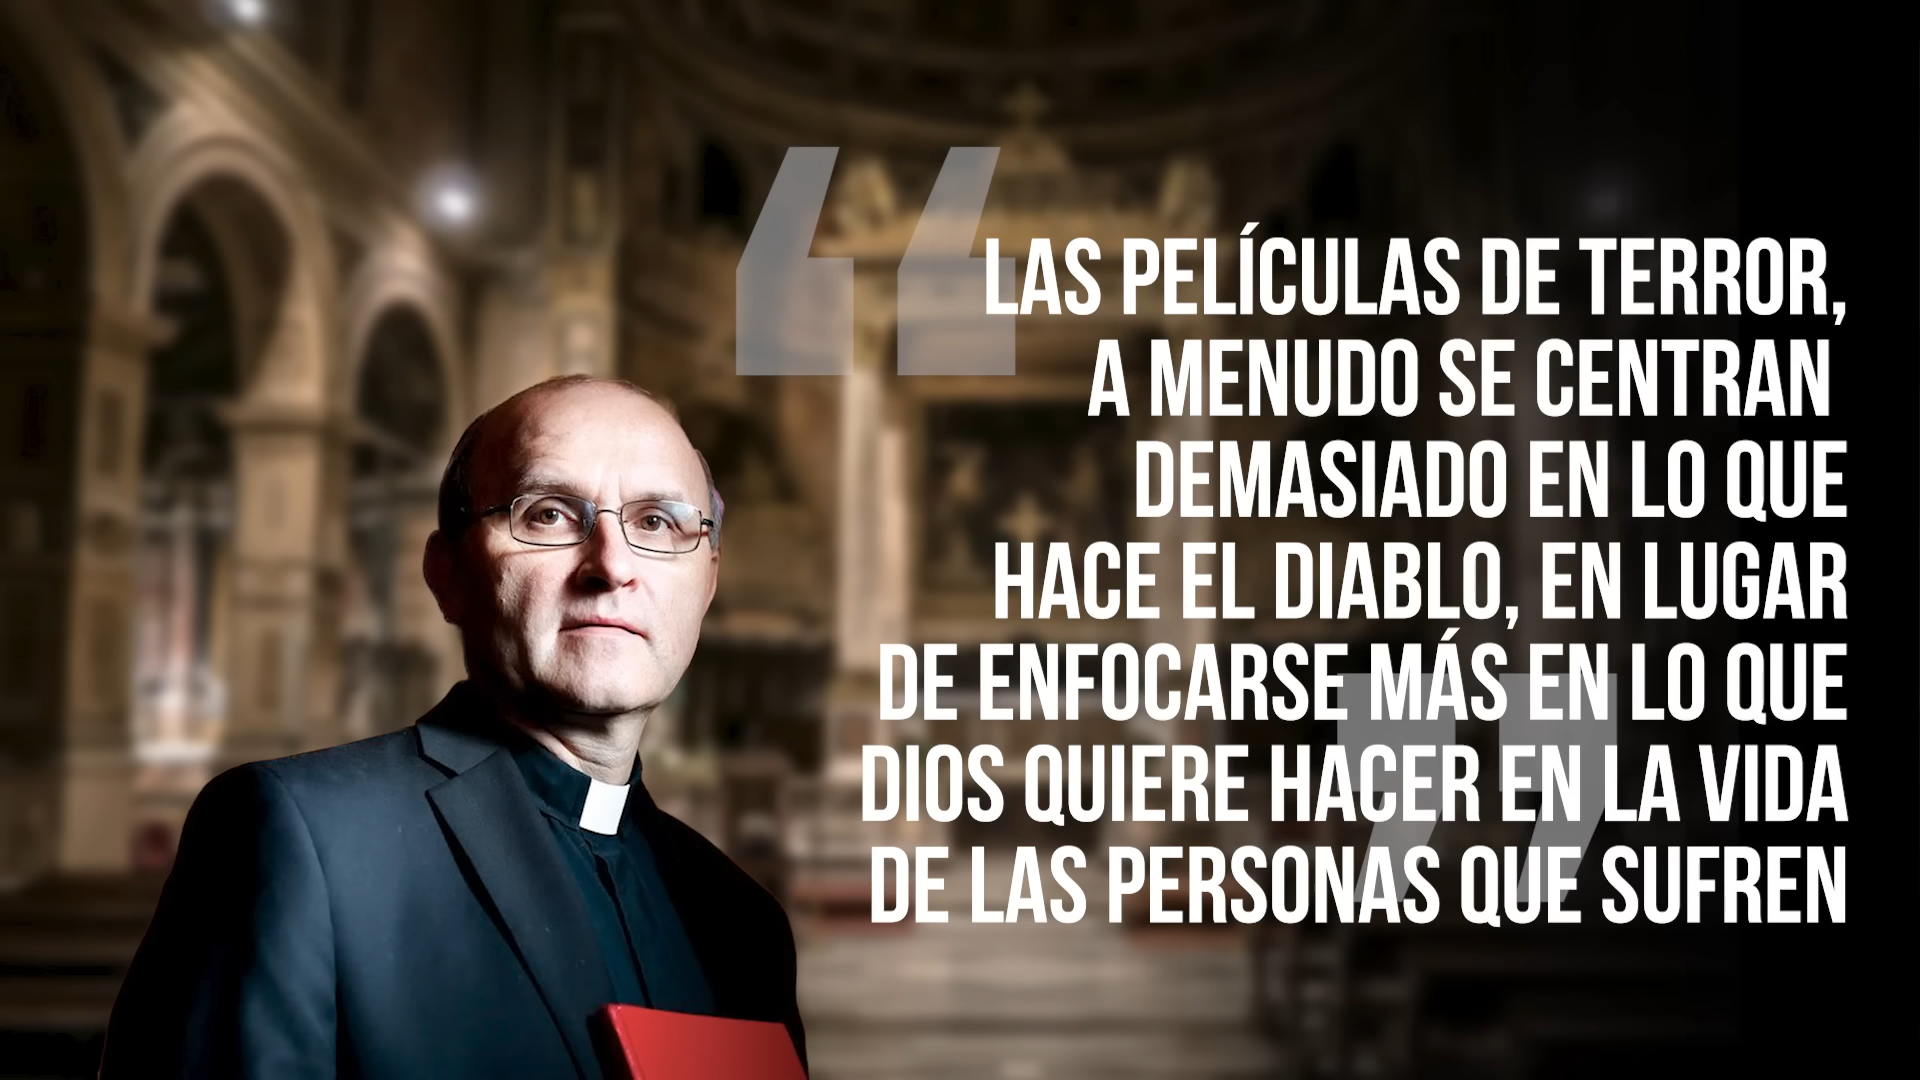 “
LAS PELÍCULAS DE TERROR,
A MENUDO SE CENTRAN
DEMASIADO EN LO QUE
HACE EL DIABLO, EN LUGAR
DE ENFOCARSE MÁS EN LO QUE
DIOS QUIERE HACER EN LA VIDA
DE LAS PERSONAS QUE SUFREN
”